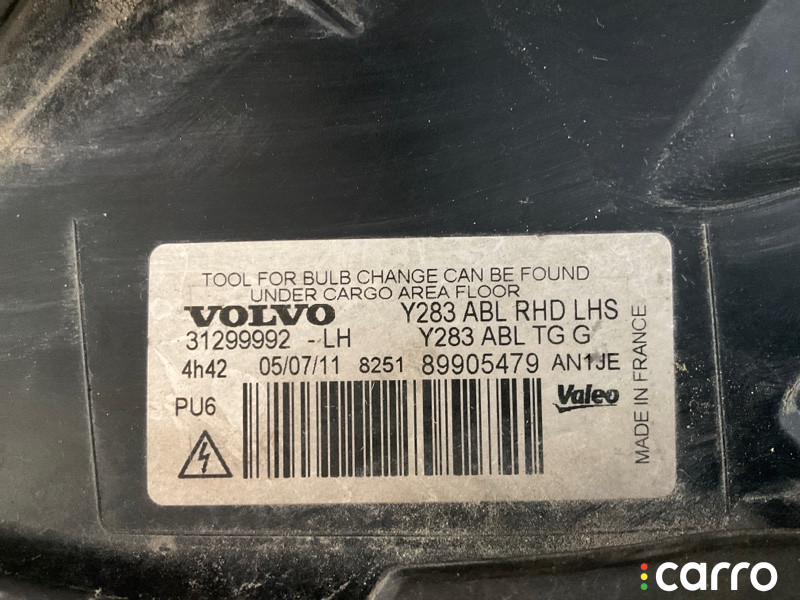 TOOL FOR BULB CHANGE CAN BE FOUND
UNDER CARGO AREA FLOOR
VOLVO Y283 ABL RHD LHS
31299992 - LH Y283 ABL TG G
4h42 05/07/11 8251 89905479 AN1JE
PU6
Valeo
MADE IN FRANCE
carro